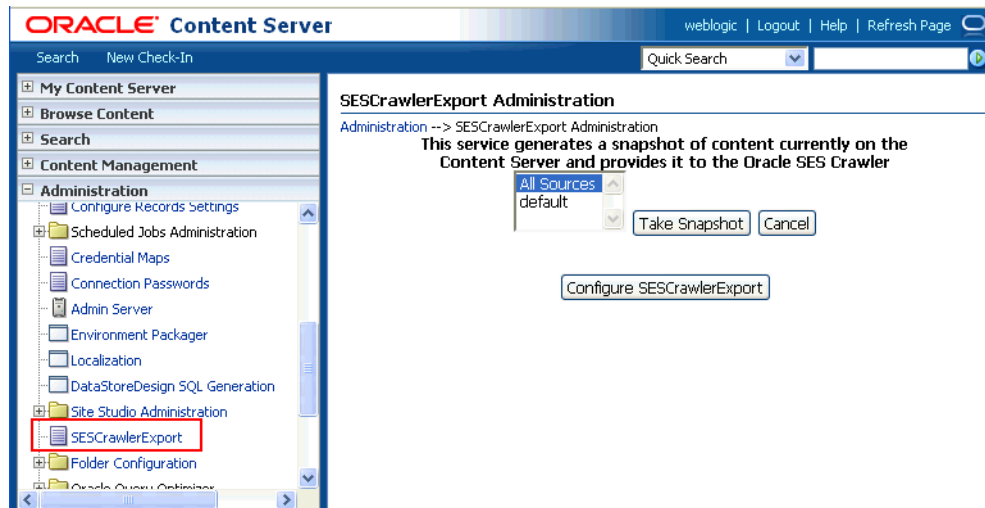 ORACLE Content Server
weblogic | Logout | Help | Refresh Page
Search New Check-In
Quick Search
My Content Server
Browse Content
Search
Content Management
Administration
Configure Records Settings
Scheduled Jobs Administration
Credential Maps
Connection Passwords
Admin Server
Environment Packager
Localization
DataStoreDesign SQL Generation
Site Studio Administration
SESCrawlerExport
Folder Configuration
Oracle Query Optimizer
SESCrawlerExport Administration
Administration --> SESCrawlerExport Administration
This service generates a snapshot of content currently on the
Content Server and provides it to the Oracle SES Crawler
All Sources
default
Take Snapshot Cancel
Configure SESCrawlerExport